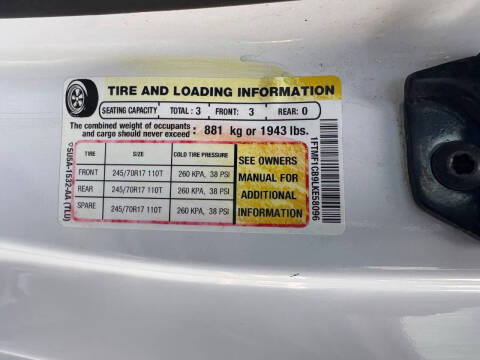 TIRE AND LOADING INFORMATION
SEATING CAPACITY TOTAL : 3 FRONT: 3 REAR: 0
The combined weight of occupants and cargo should never exceed : 881 kg or 1943 lbs.
TIRE SIZE COLD TIRE PRESSURE
FRONT 245/70R17 110T 260 KPA, 38 PSI
REAR 245/70R17 110T 260 KPA, 38 PSI
SPARE 245/70R17 110T 260 KPA, 38 PSI
SEE OWNERS
MANUAL FOR
ADDITIONAL
INFORMATION
1FTMF1CB9LKE58096